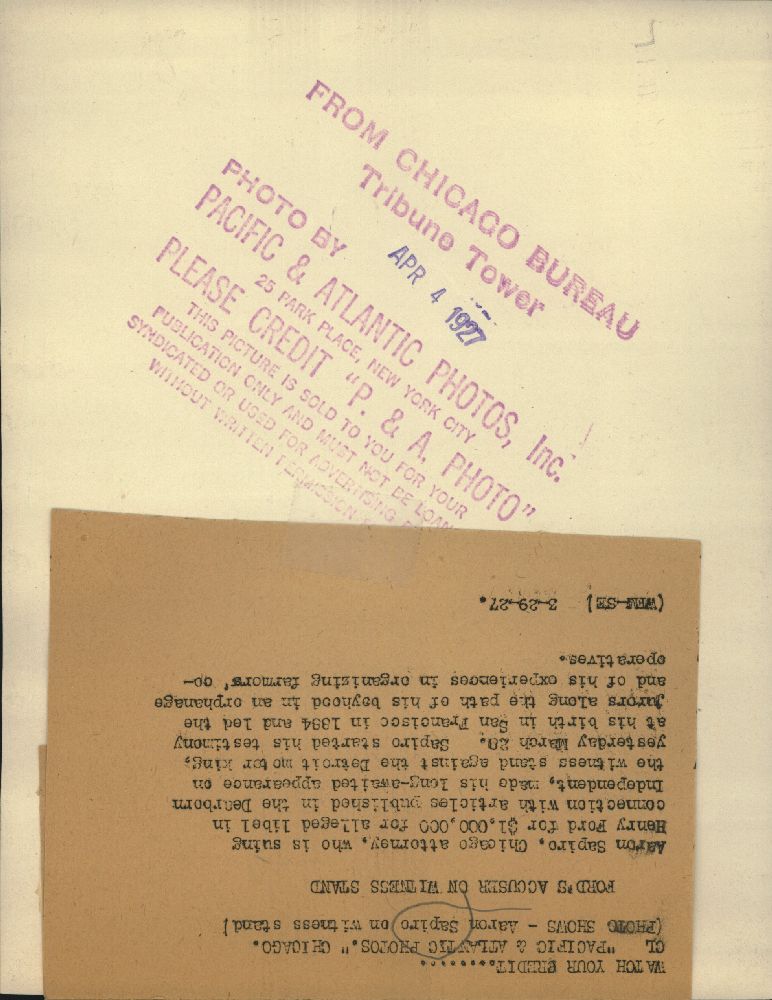 FROM CHICAGO BUREAU
Tribune Tower
APR 4 1927
PHOTO BY
PACIFIC & ATLANTIC PHOTOS, Inc.
25 PARK PLACE, NEW YORK CITY
PLEASE CREDIT "P. & A. PHOTO"
THIS PICTURE IS SOLD TO YOU FOR YOUR
PUBLICATION ONLY AND MUST NOT BE LOAN
SYNDICATED OR USED FOR ADVERTISING
WITHOUT WRITTEN PERMISSION
WATCH YOUR CREDIT........
CL "PACIFIC & ATLANTIC PHOTOS." CHICAGO.
(PHOTO SHOWS - Aaron Sapiro on witness stand)
FORD'S ACCUSER ON WITNESS STAND
Aaron Sapiro, Chicago attorney, who is suing
Henry Ford for $1,000,000 for alleged libel in
connection with articles published in the Dearborn
Independent, made his long-awaited appearance on
the witness stand against the Detroit motor king,
yesterday March 28. Sapiro started his testimony
at his birth in San Francisco in 1884 and led the
jurors along the path of his boyhood in an orphanage
and of his experiences in organizing farmers' co-
operatives.
(WFM-SE) 3-29-27.